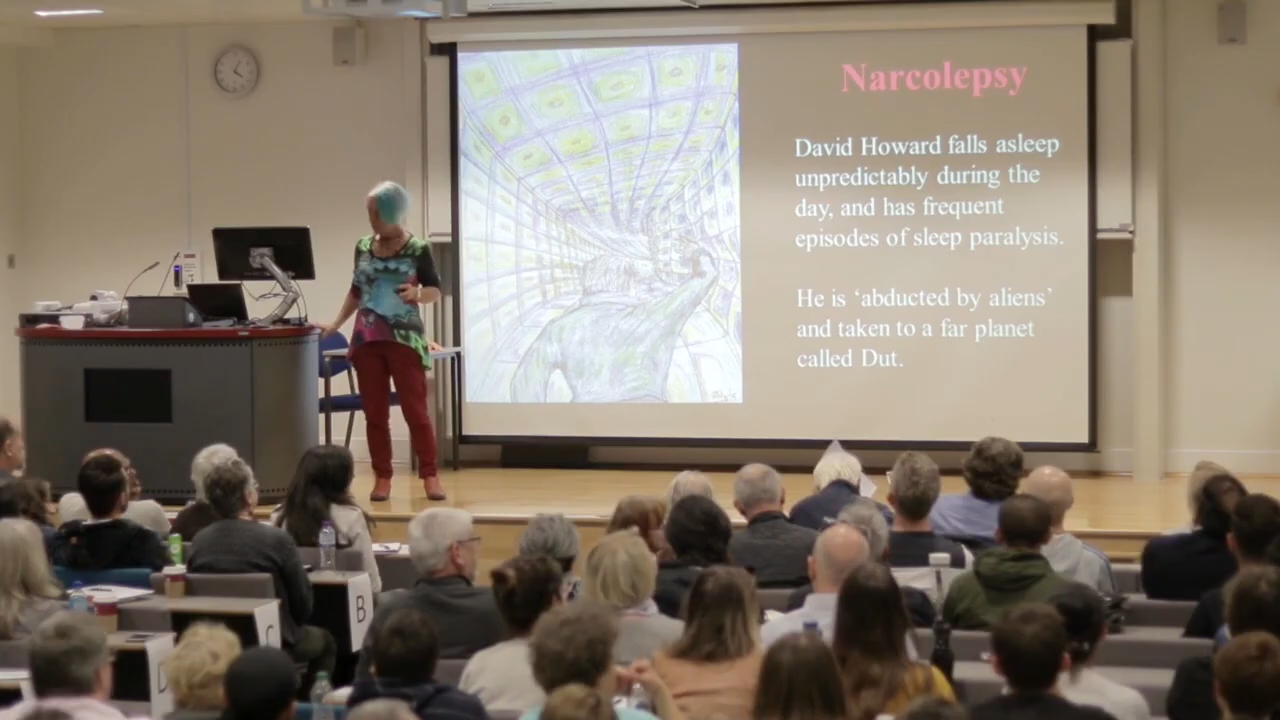 Narcolepsy
David Howard falls asleep
unpredictably during the
day, and has frequent
episodes of sleep paralysis.
He is ‘abducted by aliens’
and taken to a far planet
called Dut.
B
C
D